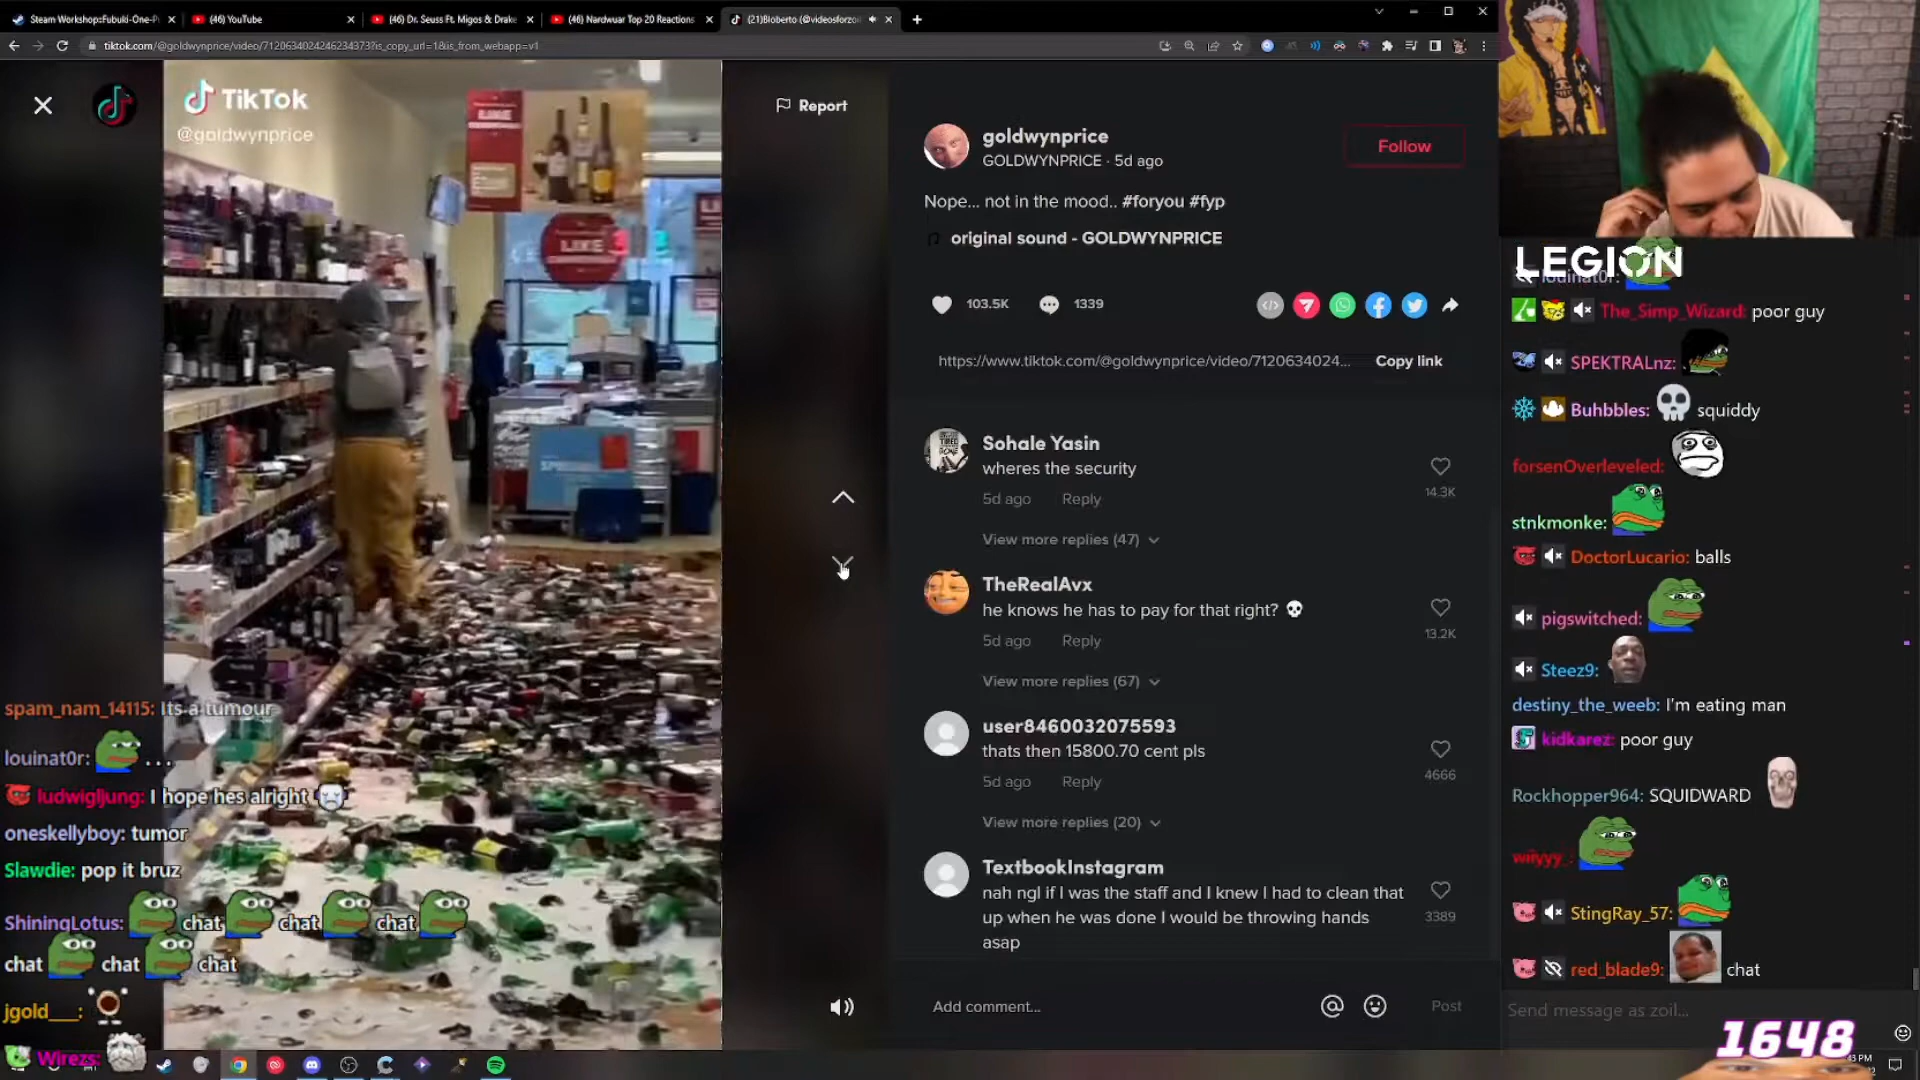 Steam Workshop::Fubuki-One-P
(46) YouTube
(46) Dr. Seuss Ft. Migos & Drake
(46) Nardwuar Top 20 Reactions
(21)Bloberto (@videosforzoil
tiktok.com/@goldwynprice/video/7120634024246234373?is_copy_url=1&is_from_webapp=v1
TikTok
@goldwynprice
LIKE
LIKE
Report
goldwynprice
GOLDWYNPRICE · 5d ago
Follow
Nope... not in the mood.. #foryou #fyp
original sound - GOLDWYNPRICE
103.5K
1339
https://www.tiktok.com/@goldwynprice/video/7120634024...
Copy link
Sohale Yasin
wheres the security
5d ago Reply
14.3K
View more replies (47)
TheRealAvx
he knows he has to pay for that right? 💀
5d ago Reply
13.2K
View more replies (67)
user8460032075593
thats then 15800.70 cent pls
5d ago Reply
4666
View more replies (20)
TextbookInstagram
nah ngl if I was the staff and I knew I had to clean that
up when he was done I would be throwing hands
asap
3389
Add comment...
Post
spam_nam_14115: Its a tumour
louinat0r: ...
ludwigljung: I hope hes alright
oneskellyboy: tumor
Slawdie: pop it bruz
ShiningLotus: chat chat chat
chat chat chat
jgold___:
Wirezs:
LEGION
louinat0r:
The_Simp_Wizard: poor guy
SPEKTRALnz:
Buhbbles: squiddy
forsenOverleveled:
stnkmonke:
DoctorLucario: balls
pigswitched:
Steez9:
destiny_the_weeb: I'm eating man
kidkarez: poor guy
Rockhopper964: SQUIDWARD
wiiyyy_:
StingRay_57:
red_blade9: chat
Send message as zoil...
1648